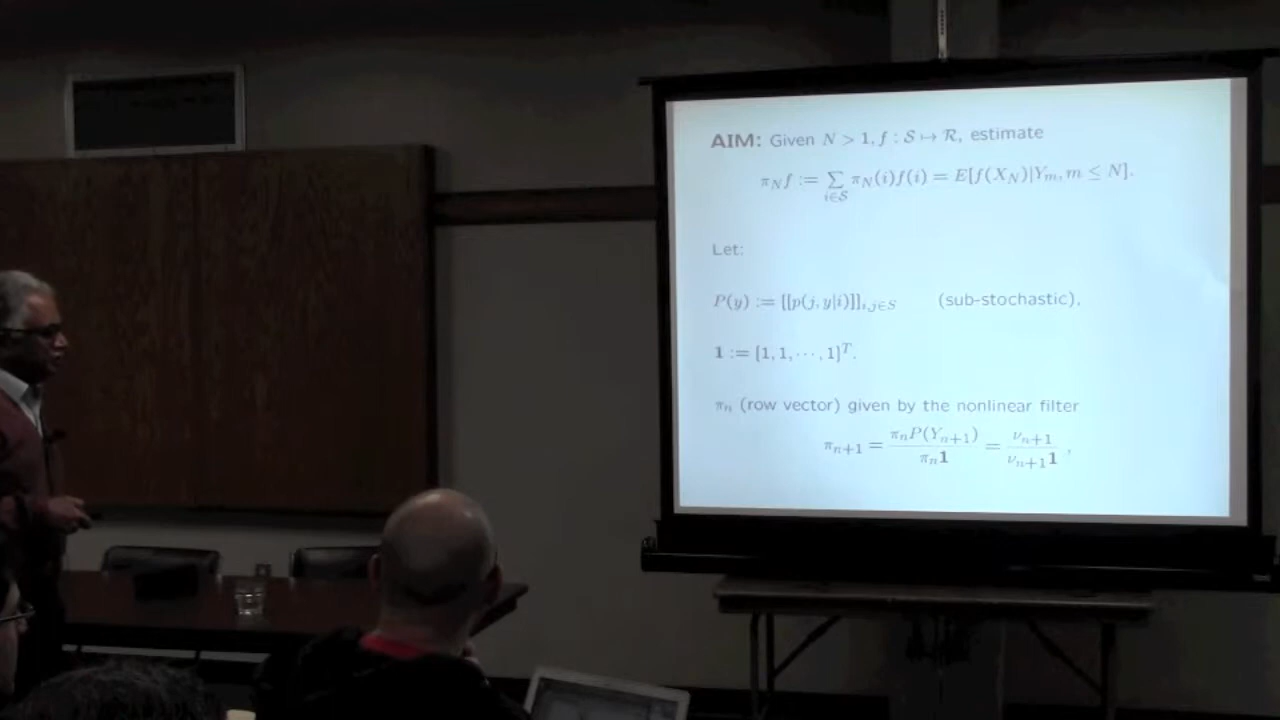 AIM: Given N > 1, f : S ↦ R, estimate
π_N f := ∑_{i∈S} π_N(i)f(i) = E[f(X_N)|Y_m, m ≤ N].
Let:
P(y) := [[p(j, y|i)]]_{i,j∈S} (sub-stochastic),
1 := [1, 1, ⋯, 1]^T.
π_n (row vector) given by the nonlinear filter
π_{n+1} = π_n P(Y_{n+1}) / π_n 1 = ν_{n+1} / ν_{n+1} 1 ,